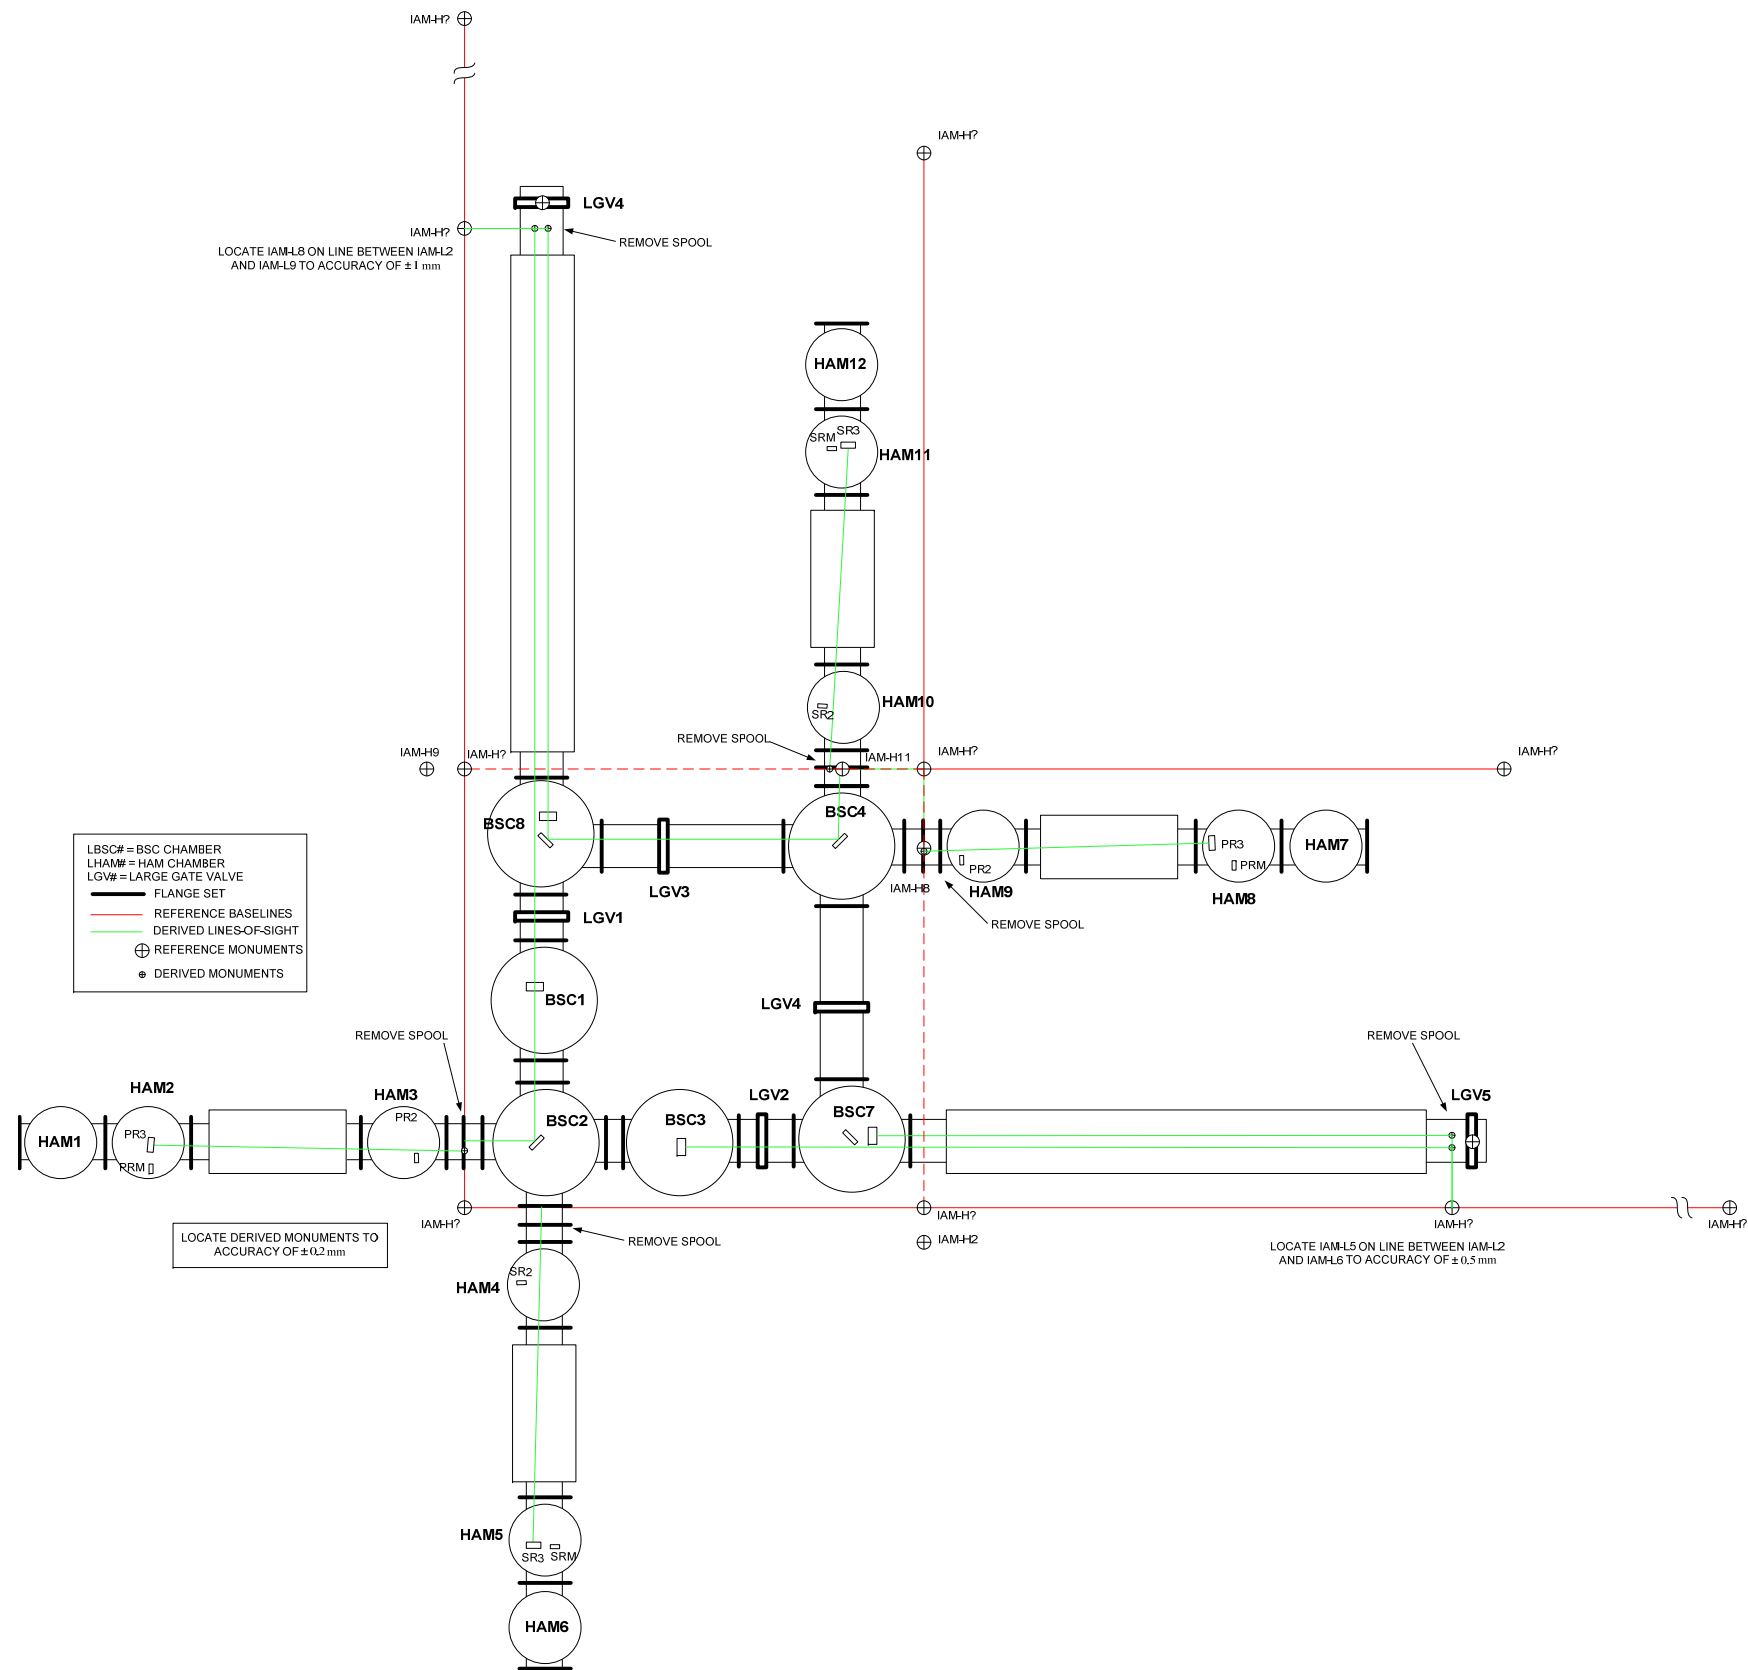 IAM-H?
IAM-H?
LGV4
IAM-H?
REMOVE SPOOL
LOCATE IAM-L8 ON LINE BETWEEN IAM-L2
AND IAM-L9 TO ACCURACY OF ± 1 mm
HAM12
SRM
SR3
HAM11
HAM10
SR2
REMOVE SPOOL
IAM-H9
IAM-H?
IAM-H11
IAM-H?
IAM-H?
BSC8
BSC4
LBSC# = BSC CHAMBER
LHAM# = HAM CHAMBER
LGV# = LARGE GATE VALVE
FLANGE SET
REFERENCE BASELINES
DERIVED LINES-OF-SIGHT
REFERENCE MONUMENTS
DERIVED MONUMENTS
PR3
HAM7
PRM
PR2
LGV3
IAM-H8
HAM9
HAM8
LGV1
REMOVE SPOOL
BSC1
LGV4
REMOVE SPOOL
REMOVE SPOOL
HAM2
HAM3
LGV2
LGV5
PR2
BSC2
BSC3
BSC7
HAM1
PR3
PRM
IAM-H?
IAM-H?
IAM-H?
IAM-H?
LOCATE DERIVED MONUMENTS TO
ACCURACY OF ± 0.2 mm
REMOVE SPOOL
IAM-H2
LOCATE IAM-L5 ON LINE BETWEEN IAM-L2
AND IAM-L6 TO ACCURACY OF ± 0.5 mm
SR2
HAM4
HAM5
SR3
SRM
HAM6